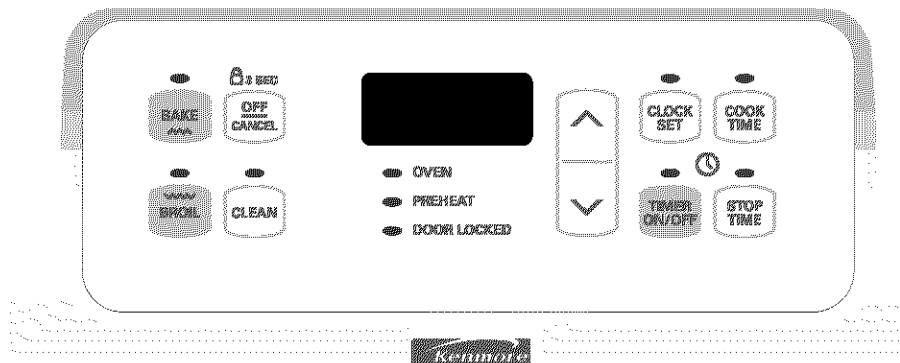 3 SEC
BAKE
OFF
CANCEL
CLOCK
SET
COOK
TIME
OVEN
PREHEAT
DOOR LOCKED
BROIL
CLEAN
TIMER
ON/OFF
STOP
TIME
Kenmore